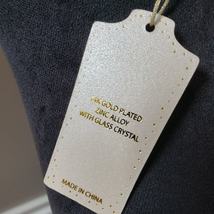 14K GOLD PLATED
ZINC ALLOY
WITH GLASS CRYSTAL
MADE IN CHINA